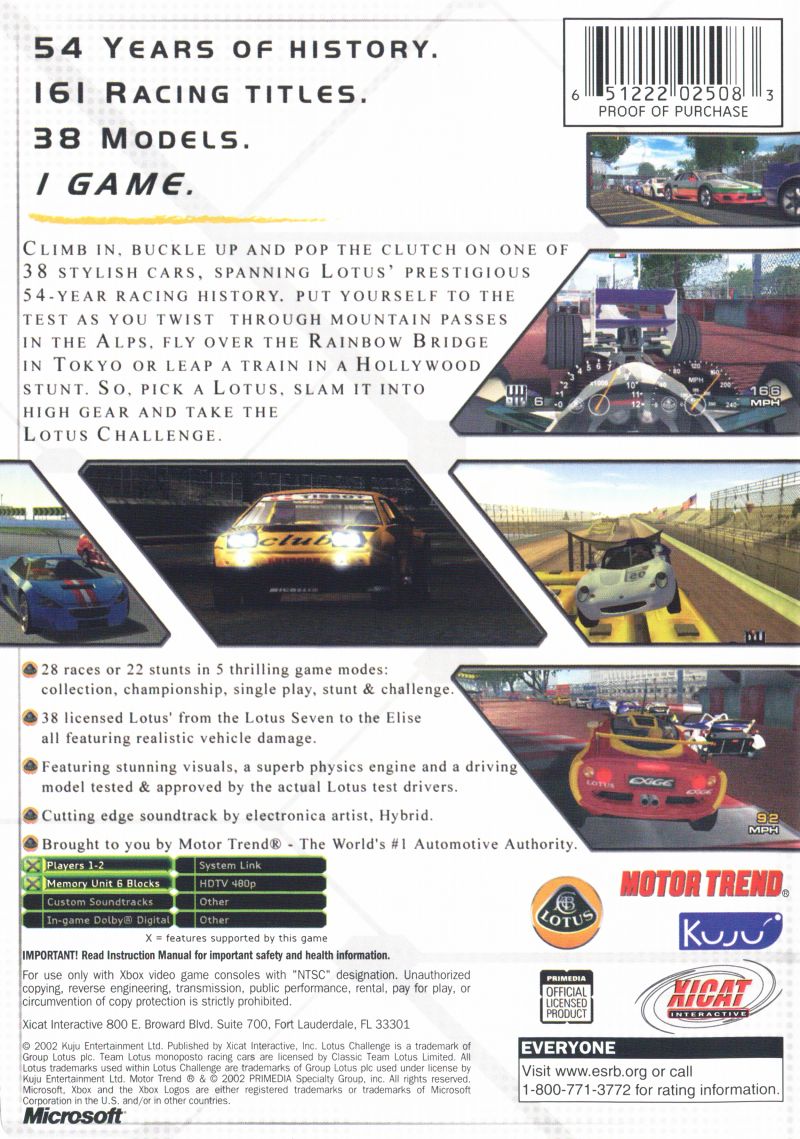 54 YEARS OF HISTORY.
161 RACING TITLES.
38 MODELS.
1 GAME.
6 51222 02508 3
PROOF OF PURCHASE
CLIMB IN, BUCKLE UP AND POP THE CLUTCH ON ONE OF
38 STYLISH CARS, SPANNING LOTUS' PRESTIGIOUS
54-YEAR RACING HISTORY. PUT YOURSELF TO THE
TEST AS YOU TWIST THROUGH MOUNTAIN PASSES
IN THE ALPS, FLY OVER THE RAINBOW BRIDGE
IN TOKYO OR LEAP A TRAIN IN A HOLLYWOOD
STUNT. SO, PICK A LOTUS, SLAM IT INTO
HIGH GEAR AND TAKE THE
LOTUS CHALLENGE.
6
166
MPH
TISSOT
club
MICHELIN
28 races or 22 stunts in 5 thrilling game modes:
collection, championship, single play, stunt & challenge.
38 licensed Lotus' from the Lotus Seven to the Elise
all featuring realistic vehicle damage.
Featuring stunning visuals, a superb physics engine and a driving
model tested & approved by the actual Lotus test drivers.
Cutting edge soundtrack by electronica artist, Hybrid.
Brought to you by Motor Trend® - The World's #1 Automotive Authority.
LOTUS
EXIGE
EXIGE
92
MPH
X Players 1-2
System Link
X Memory Unit 6 Blocks
HDTV 480p
Custom Soundtracks
Other
In-game Dolby® Digital
Other
X = features supported by this game
LOTUS
MOTOR TREND®
Kuju
PRIMEDIA
OFFICIAL
LICENSED
PRODUCT
XICAT
INTERACTIVE
IMPORTANT! Read Instruction Manual for important safety and health information.
For use only with Xbox video game consoles with "NTSC" designation. Unauthorized
copying, reverse engineering, transmission, public performance, rental, pay for play, or
circumvention of copy protection is strictly prohibited.
Xicat Interactive 800 E. Broward Blvd. Suite 700, Fort Lauderdale, FL 33301
© 2002 Kuju Entertainment Ltd. Published by Xicat Interactive, Inc. Lotus Challenge is a trademark of
Group Lotus plc. Team Lotus monoposto racing cars are licensed by Classic Team Lotus Limited. All
Lotus trademarks used within Lotus Challenge are trademarks of Group Lotus plc used under license by
Kuju Entertainment Ltd. Motor Trend ® & © 2002 PRIMEDIA Specialty Group, inc. All rights reserved.
Microsoft, Xbox and the Xbox Logos are either registered trademarks or trademarks of Microsoft
Corporation in the U.S. and/or in other countries.
Microsoft
EVERYONE
Visit www.esrb.org or call
1-800-771-3772 for rating information.